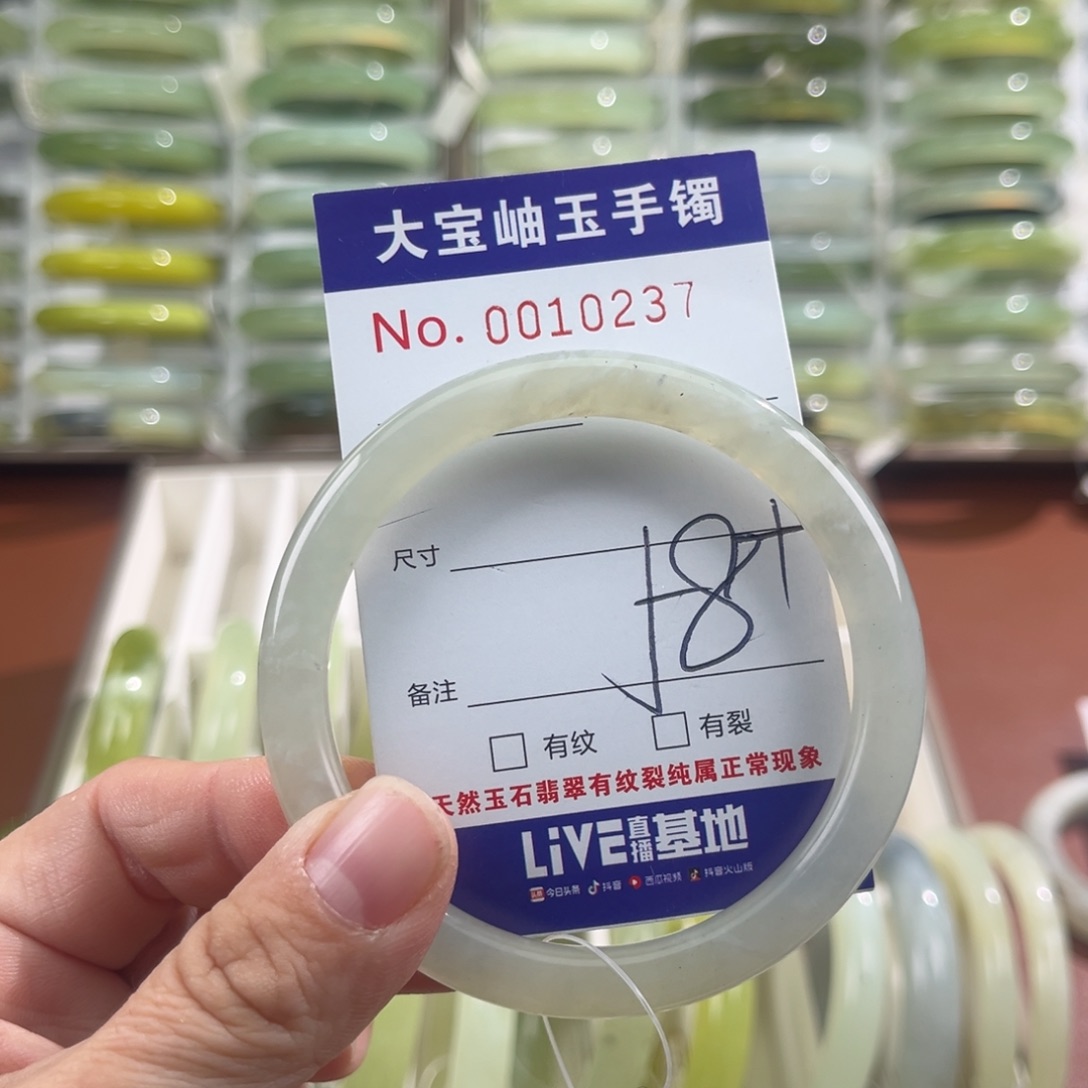 大宝岫玉手镯
No. 0010237
尺寸
备注
有纹 有裂
天然玉石翡翠有纹裂纯属正常现象
LiVE直播基地
今日头条 抖音 西瓜视频 抖音火山版